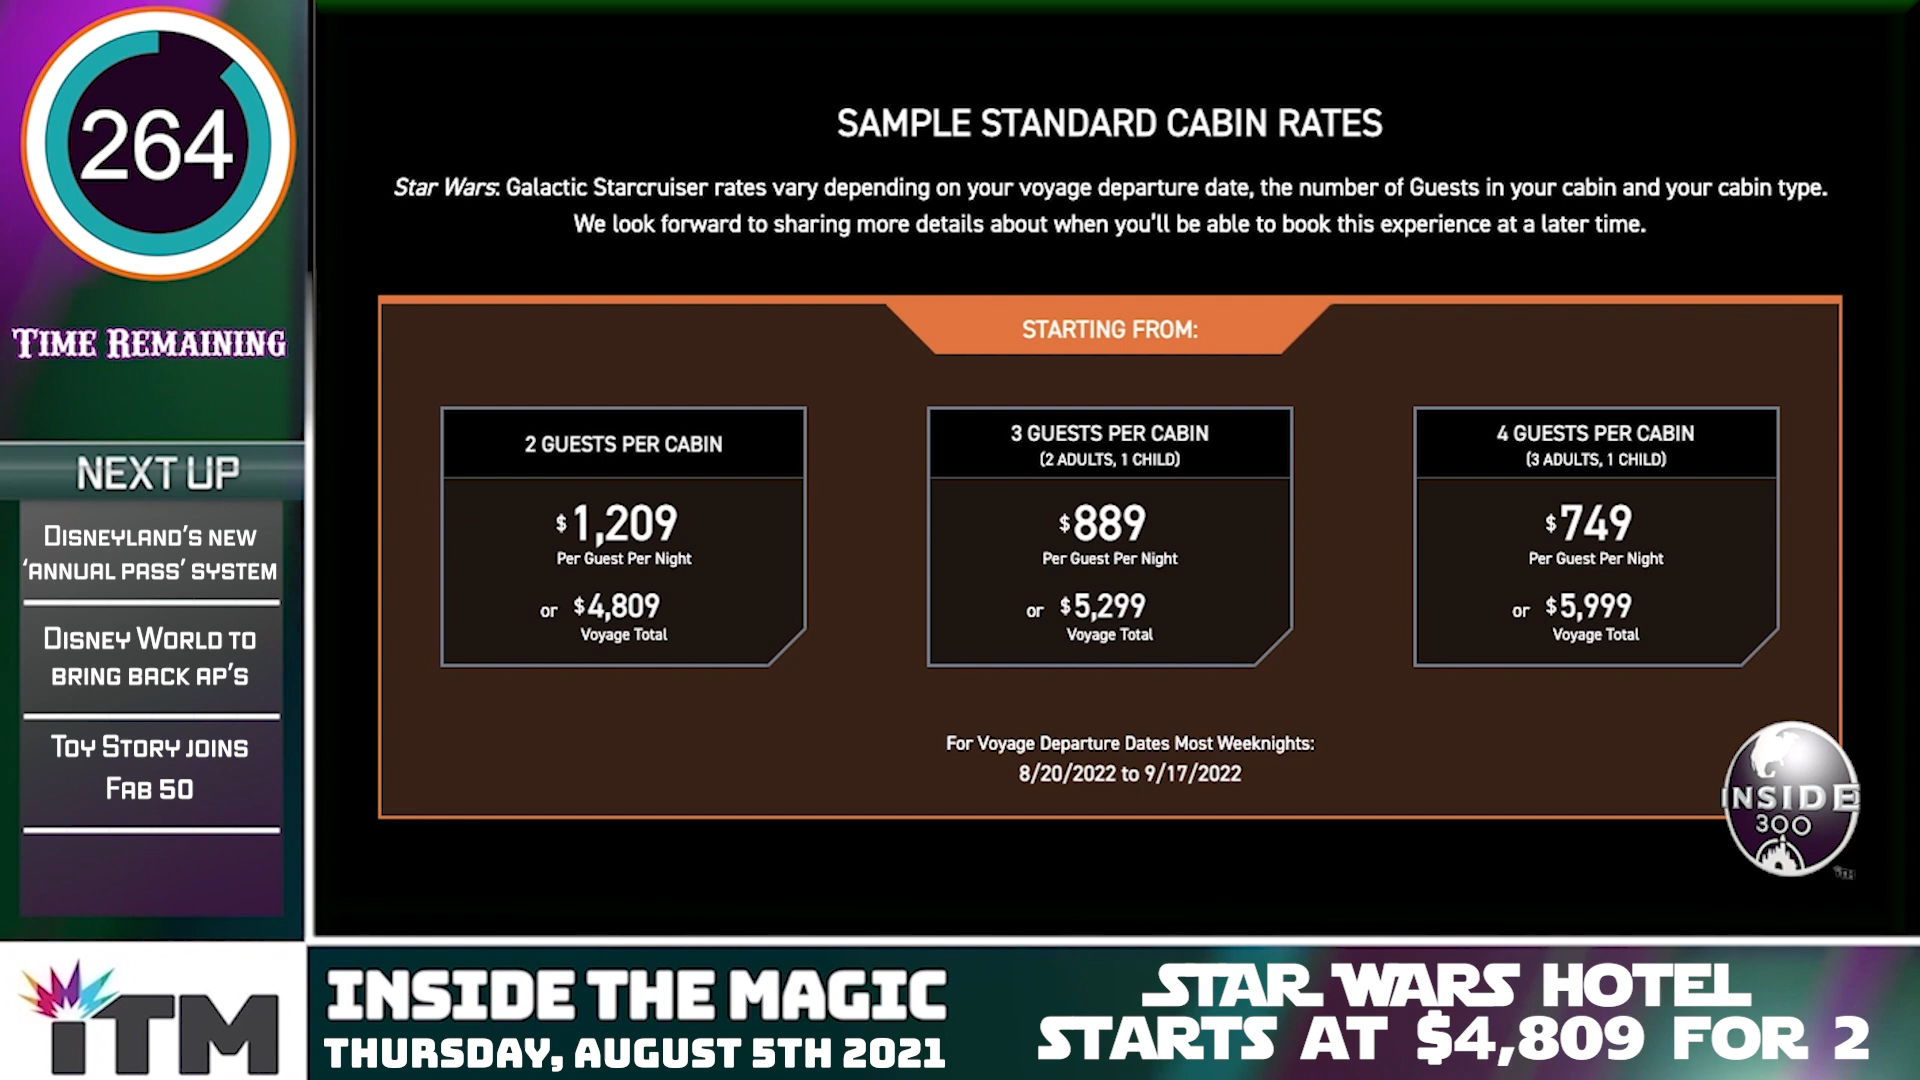 264
TIME REMAINING
NEXT UP
DISNEYLAND'S NEW
'ANNUAL PASS' SYSTEM
DISNEY WORLD TO
BRING BACK AP'S
TOY STORY JOINS
FAB 50
SAMPLE STANDARD CABIN RATES
Star Wars: Galactic Starcruiser rates vary depending on your voyage departure date, the number of Guests in your cabin and your cabin type.
We look forward to sharing more details about when you'll be able to book this experience at a later time.
STARTING FROM:
2 GUESTS PER CABIN
$1,209
Per Guest Per Night
or $4,809
Voyage Total
3 GUESTS PER CABIN
(2 ADULTS, 1 CHILD)
$889
Per Guest Per Night
or $5,299
Voyage Total
4 GUESTS PER CABIN
(3 ADULTS, 1 CHILD)
$749
Per Guest Per Night
or $5,999
Voyage Total
For Voyage Departure Dates Most Weeknights:
8/20/2022 to 9/17/2022
INSIDE
300
iTM
iTM
INSIDE THE MAGIC
THURSDAY, AUGUST 5TH 2021
STAR WARS HOTEL
STARTS AT $4,809 FOR 2